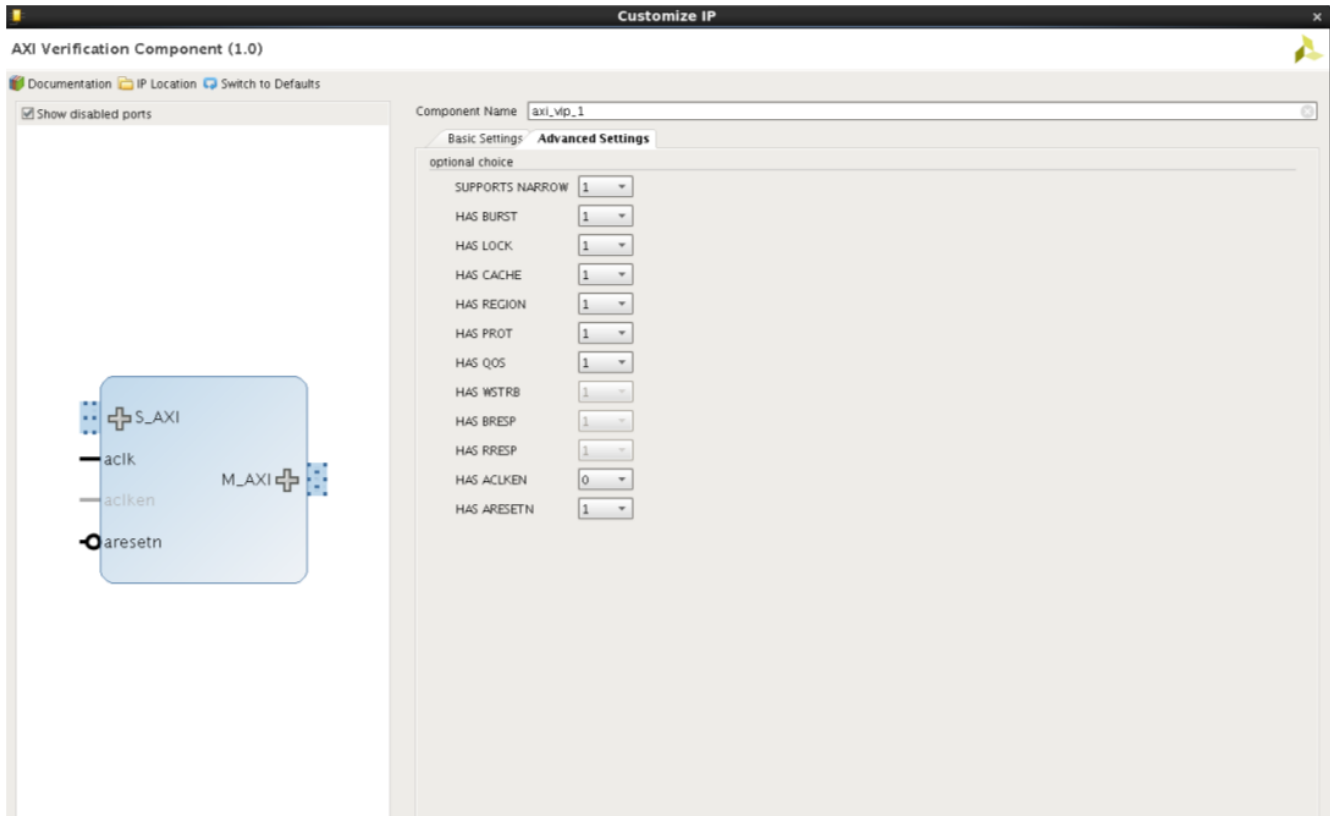 Customize IP
AXI Verification Component (1.0)
Documentation IP Location Switch to Defaults
Show disabled ports
S_AXI
aclk
M_AXI
aclken
aresetn
Component Name axi_vip_1
Basic Settings Advanced Settings
optional choice
SUPPORTS NARROW 1
HAS BURST 1
HAS LOCK 1
HAS CACHE 1
HAS REGION 1
HAS PROT 1
HAS QOS 1
HAS WSTRB 1
HAS BRESP 1
HAS RRESP 1
HAS ACLKEN 0
HAS ARESETN 1